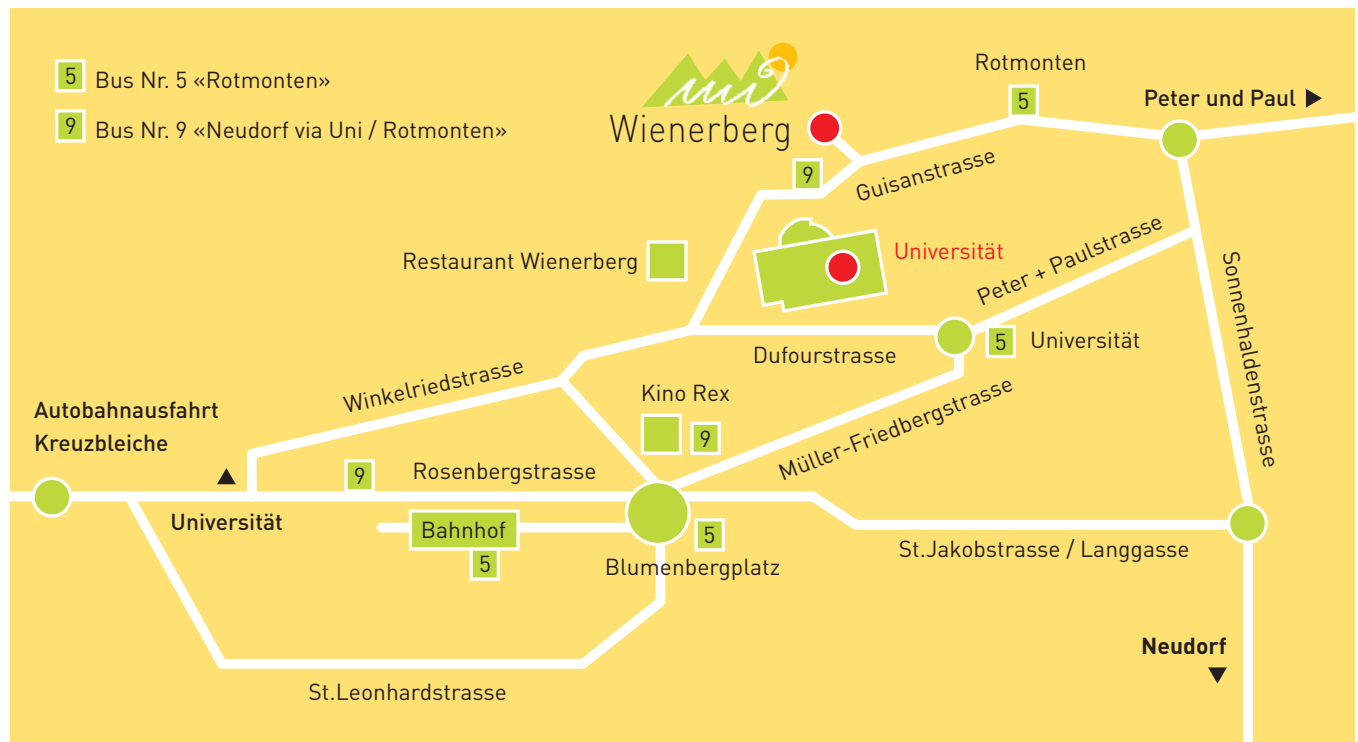 5 Bus Nr. 5 «Rotmonten»
9 Bus Nr. 9 «Neudorf via Uni / Rotmonten»
Wienerberg
Rotmonten
5
Peter und Paul
9
Guisanstrasse
Restaurant Wienerberg
Universität
Peter + Paulstrasse
Sonnenhaldenstrasse
Dufourstrasse
5 Universität
Winkelriedstrasse
Kino Rex
9
Müller-Friedbergstrasse
Autobahnausfahrt
Kreuzbleiche
9
Rosenbergstrasse
Universität
Bahnhof
5
5
Blumenbergplatz
St.Jakobstrasse / Langgasse
Neudorf
St.Leonhardstrasse